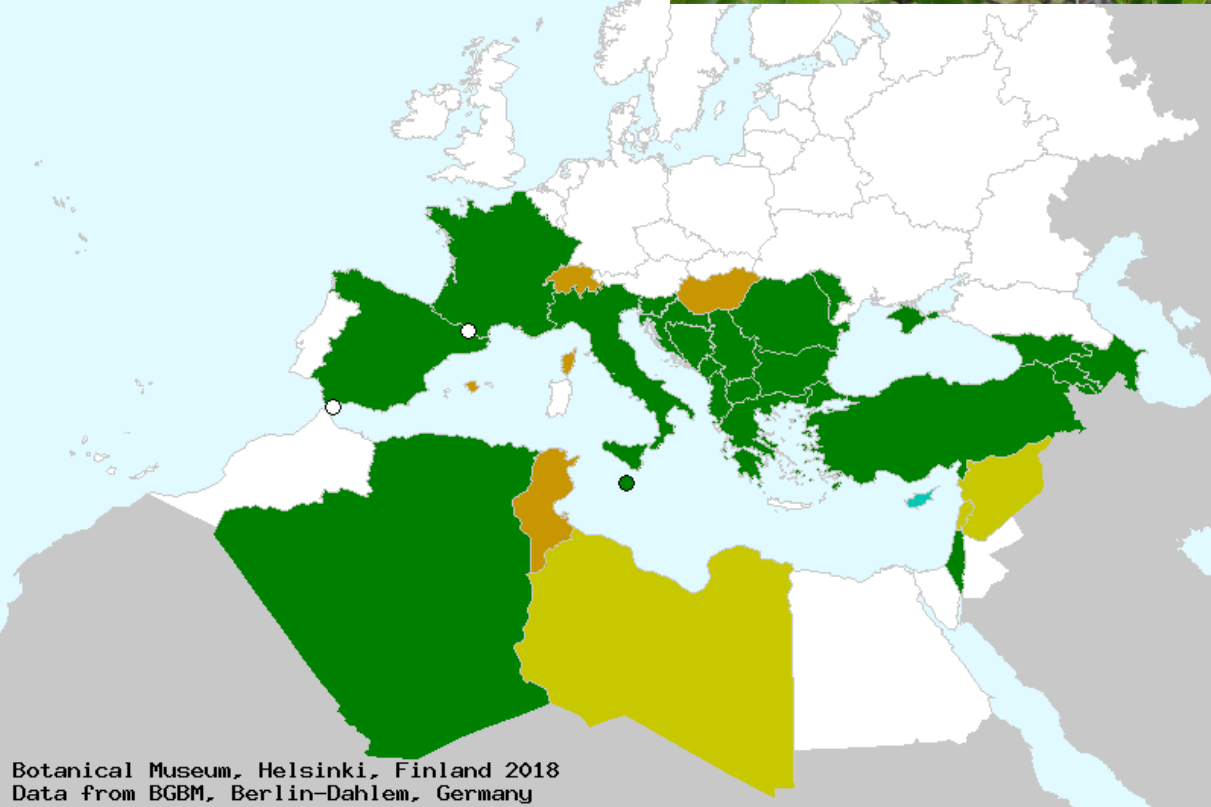 Botanical Museum, Helsinki, Finland 2018
Data from BGBM, Berlin-Dahlem, Germany